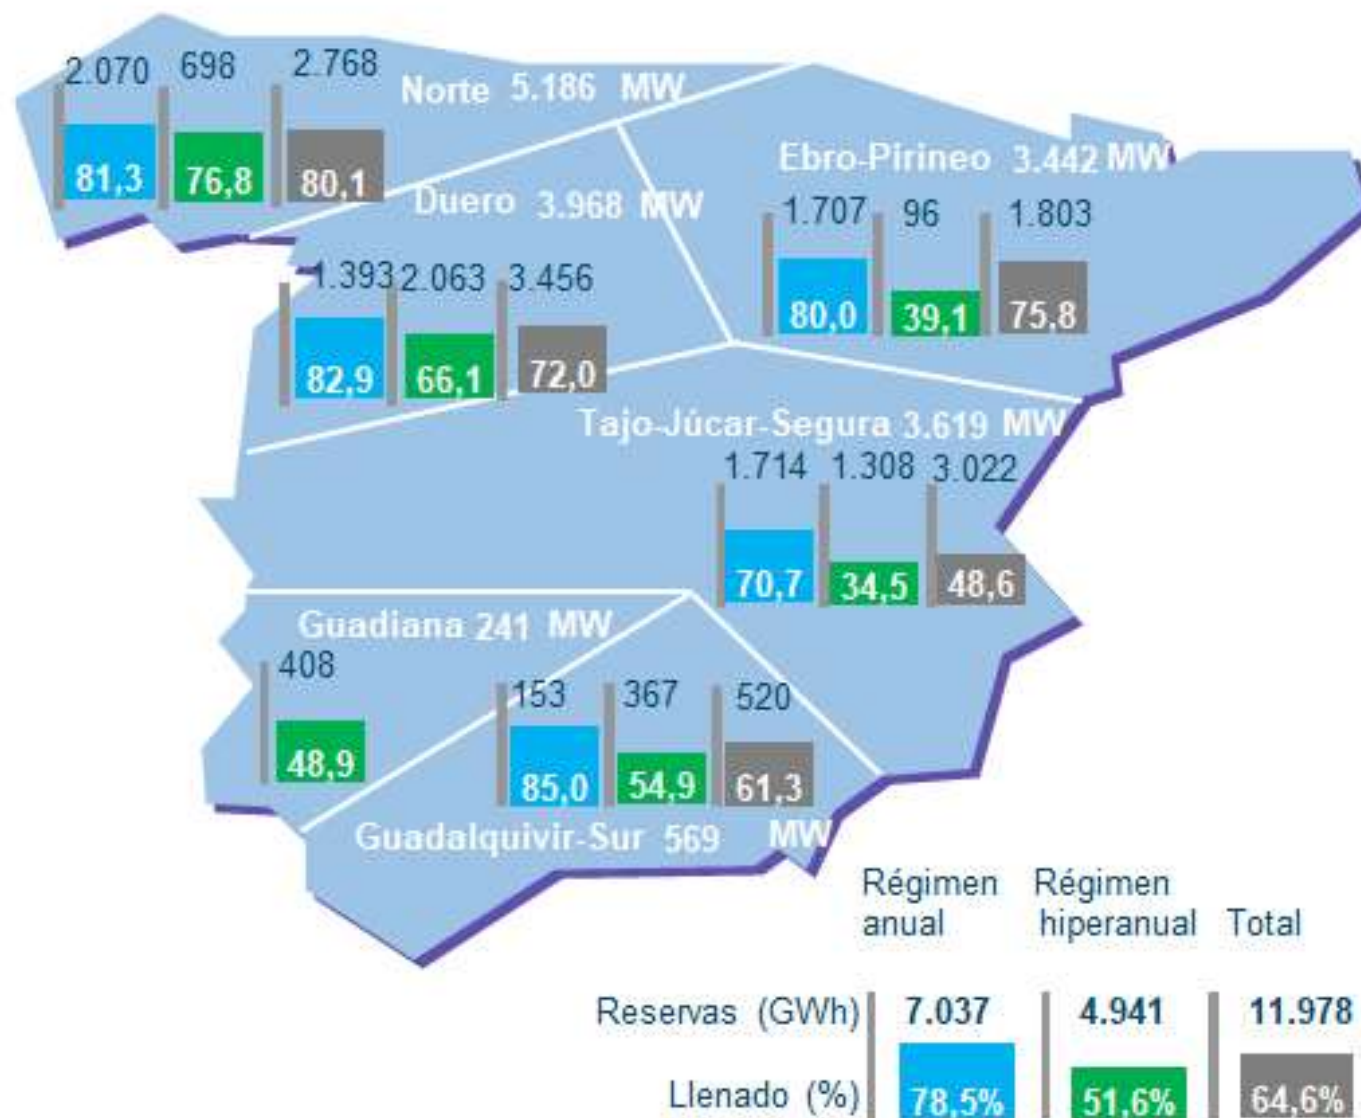 2.070 698 2.768
Norte 5.186 MW
81,3 76,8 80,1
Ebro-Pirineo 3.442 MW
1.707 96 1.803
80,0 39,1 75,8
Duero 3.968 MW
1.393 2.063 3.456
82,9 66,1 72,0
Tajo-Júcar-Segura 3.619 MW
1.714 1.308 3.022
70,7 34,5 48,6
Guadiana 241 MW
408
48,9
153 367 520
85,0 54,9 61,3
Guadalquivir-Sur 569 MW
Régimen Régimen
anual hiperanual Total
Reservas (GWh) 7.037 4.941 11.978
Llenado (%) 78,5% 51,6% 64,6%